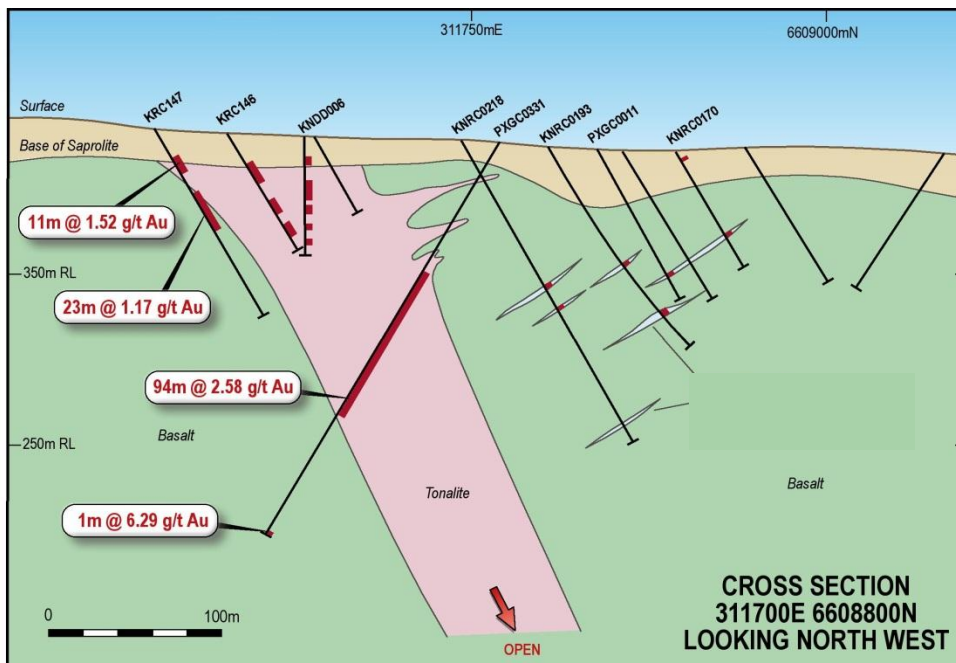 311750mE
6609000mN
Surface
Base of Saprolite
KRC147
KRC146
KNDD006
KNRC0218
PXGC0331
KNRC0193
PXGC0011
KNRC0170
11m @ 1.52 g/t Au
350m RL
23m @ 1.17 g/t Au
94m @ 2.58 g/t Au
Basalt
250m RL
Tonalite
Basalt
1m @ 6.29 g/t Au
0
100m
OPEN
CROSS SECTION
311700E 6608800N
LOOKING NORTH WEST